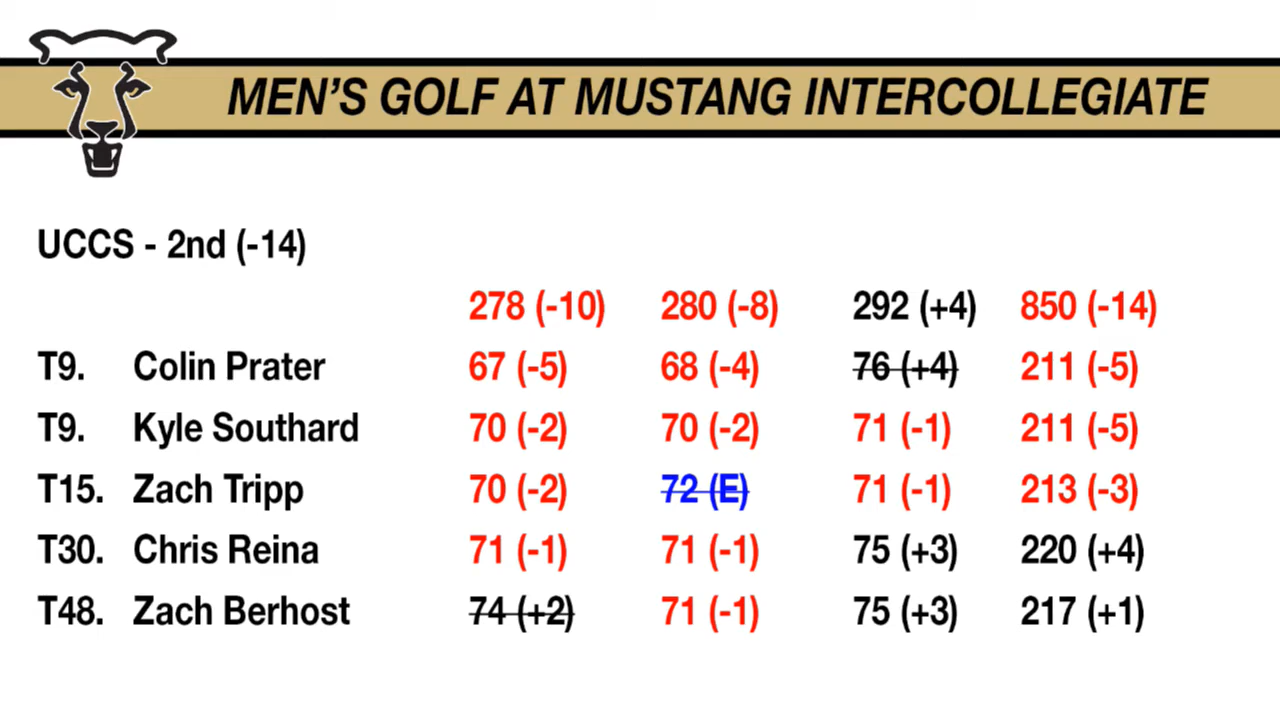 MEN'S GOLF AT MUSTANG INTERCOLLEGIATE
UCCS - 2nd (-14)
278 (-10) 280 (-8) 292 (+4) 850 (-14)
T9. Colin Prater 67 (-5) 68 (-4) 76 (+4) 211 (-5)
T9. Kyle Southard 70 (-2) 70 (-2) 71 (-1) 211 (-5)
T15. Zach Tripp 70 (-2) 72 (E) 71 (-1) 213 (-3)
T30. Chris Reina 71 (-1) 71 (-1) 75 (+3) 220 (+4)
T48. Zach Berhost 74 (+2) 71 (-1) 75 (+3) 217 (+1)